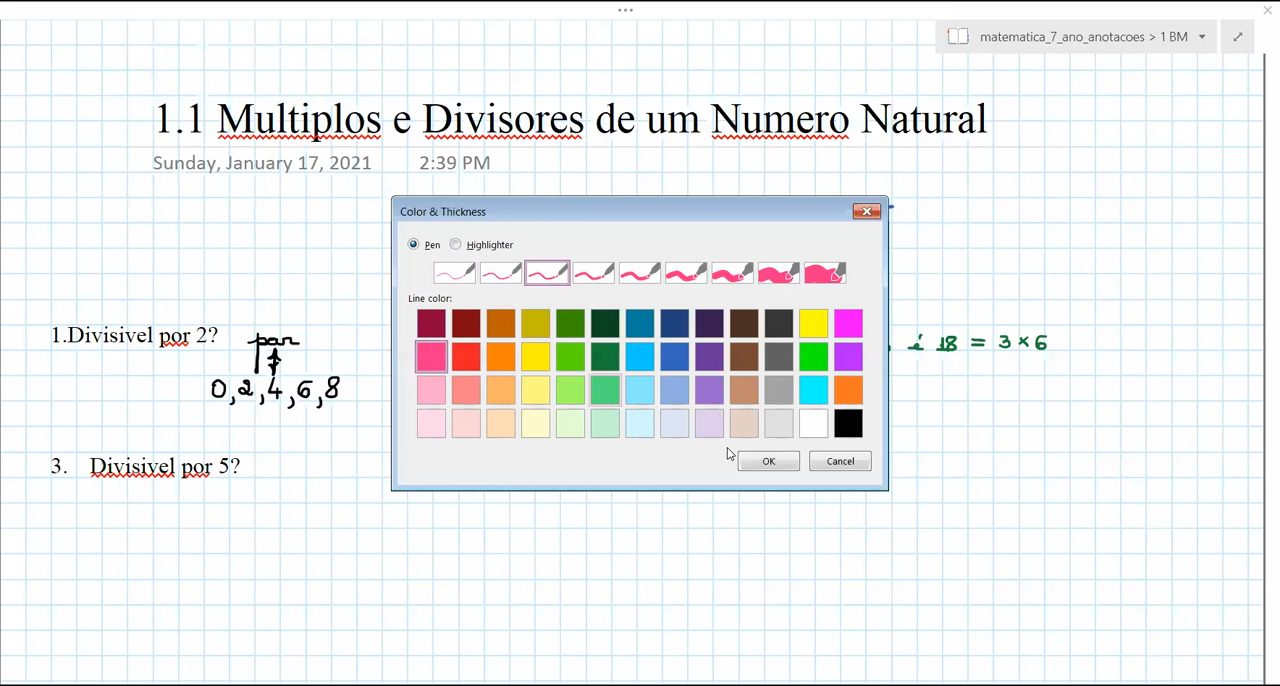 matematica_7_ano_anotacoes > 1 BM
1.1 Multiplos e Divisores de um Numero Natural
Sunday, January 17, 2021 2:39 PM
Color & Thickness
Pen Highlighter
Line color:
OK Cancel
1.Divisivel por 2? par
18 = 3 × 6
0, 2, 4, 6, 8
3. Divisivel por 5?